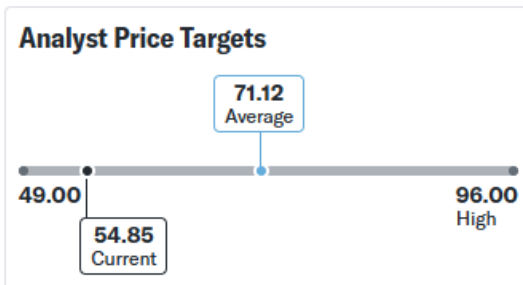 Analyst Price Targets
71.12
Average
49.00
96.00
High
54.85
Current